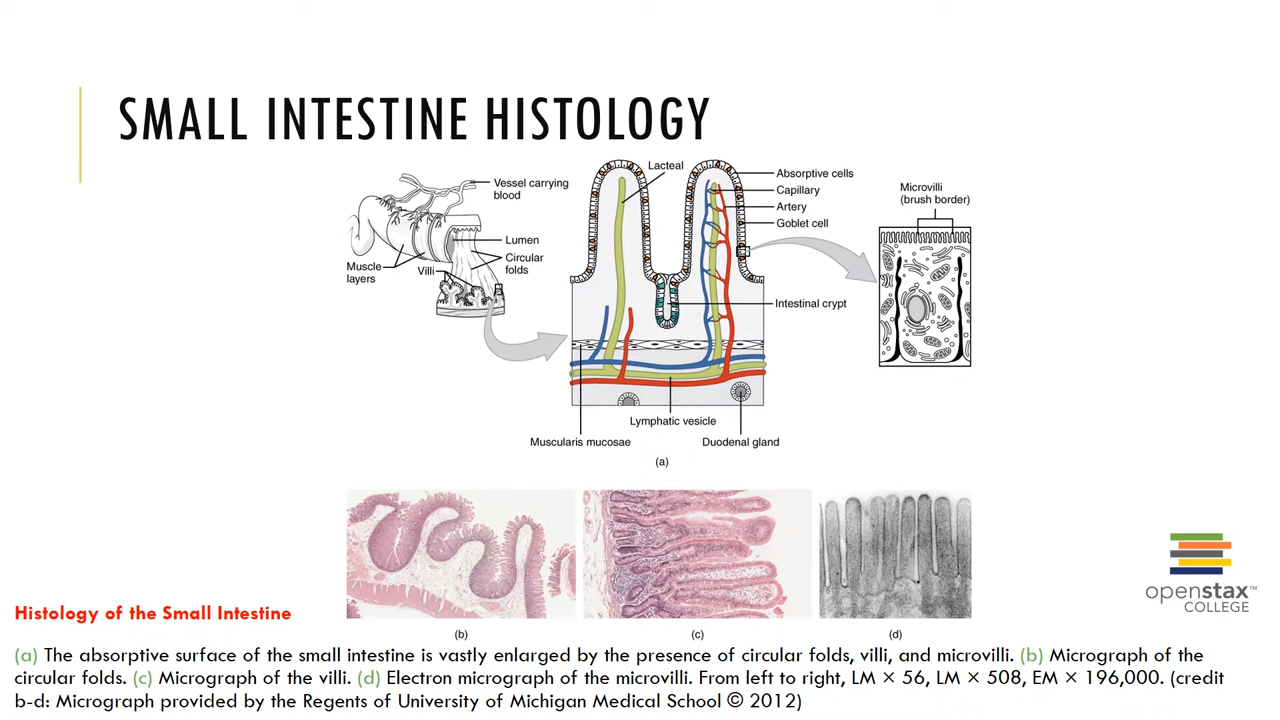 SMALL INTESTINE HISTOLOGY
Vessel carrying
blood
Lumen
Circular
folds
Muscle
layers
Villi
Lacteal
Absorptive cells
Capillary
Artery
Goblet cell
Intestinal crypt
Lymphatic vesicle
Muscularis mucosae
Duodenal gland
(a)
Microvilli
(brush border)
(b)
(c)
(d)
openstax™
COLLEGE
Histology of the Small Intestine
(a) The absorptive surface of the small intestine is vastly enlarged by the presence of circular folds, villi, and microvilli. (b) Micrograph of the
circular folds. (c) Micrograph of the villi. (d) Electron micrograph of the microvilli. From left to right, LM × 56, LM × 508, EM × 196,000. (credit
b-d: Micrograph provided by the Regents of University of Michigan Medical School © 2012)